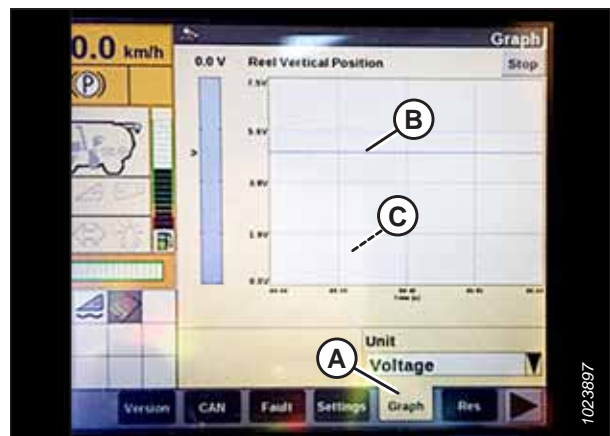 0.0 km/h
Graph
0.0 V Reel Vertical Position Stop
(P)
B
C
Time
Unit
A
Voltage
Version CAN Fault Settings Graph Res
1023897